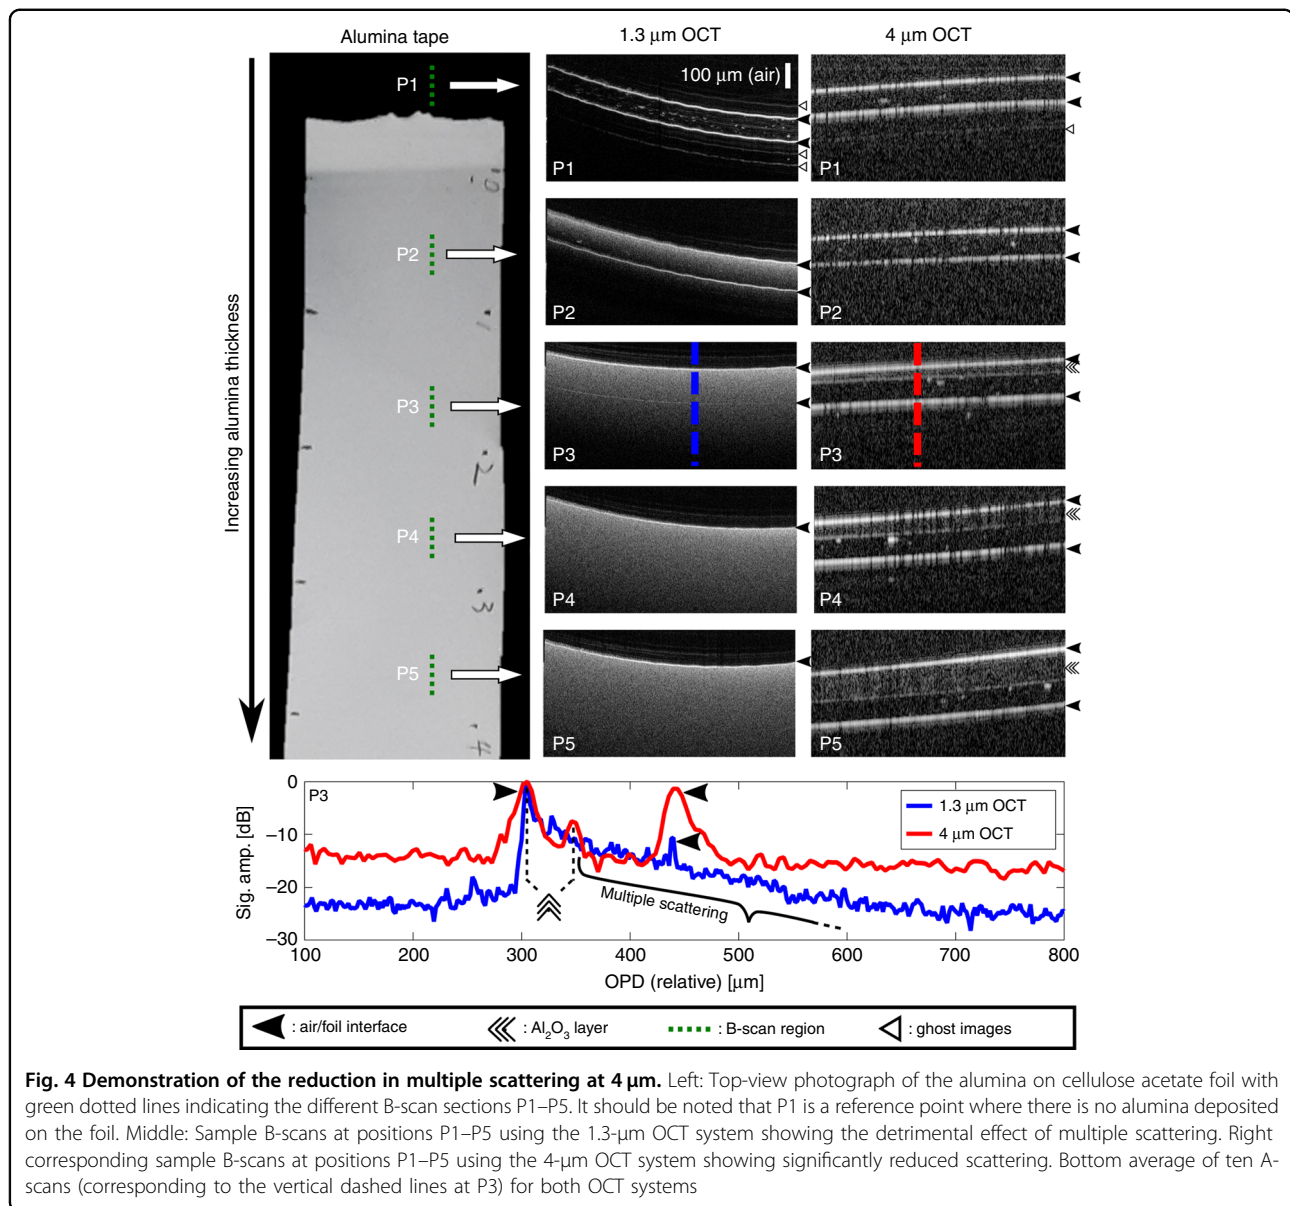 Alumina tape
1.3 µm OCT
4 µm OCT
Increasing alumina thickness
P1
P2
P3
P4
P5
0
1
.2
.3
.4
100 µm (air)
P1
P1
P2
P2
P3
P3
P4
P4
P5
P5
P3
Sig. amp. [dB]
0
−10
−20
−30
1.3 µm OCT
4 µm OCT
Multiple scattering
100 200 300 400 500 600 700 800
OPD (relative) [µm]
: air/foil interface : Al₂O₃ layer : B-scan region : ghost images
Fig. 4 Demonstration of the reduction in multiple scattering at 4 µm. Left: Top-view photograph of the alumina on cellulose acetate foil with
green dotted lines indicating the different B-scan sections P1–P5. It should be noted that P1 is a reference point where there is no alumina deposited
on the foil. Middle: Sample B-scans at positions P1–P5 using the 1.3-µm OCT system showing the detrimental effect of multiple scattering. Right
corresponding sample B-scans at positions P1–P5 using the 4-µm OCT system showing significantly reduced scattering. Bottom average of ten A-
scans (corresponding to the vertical dashed lines at P3) for both OCT systems